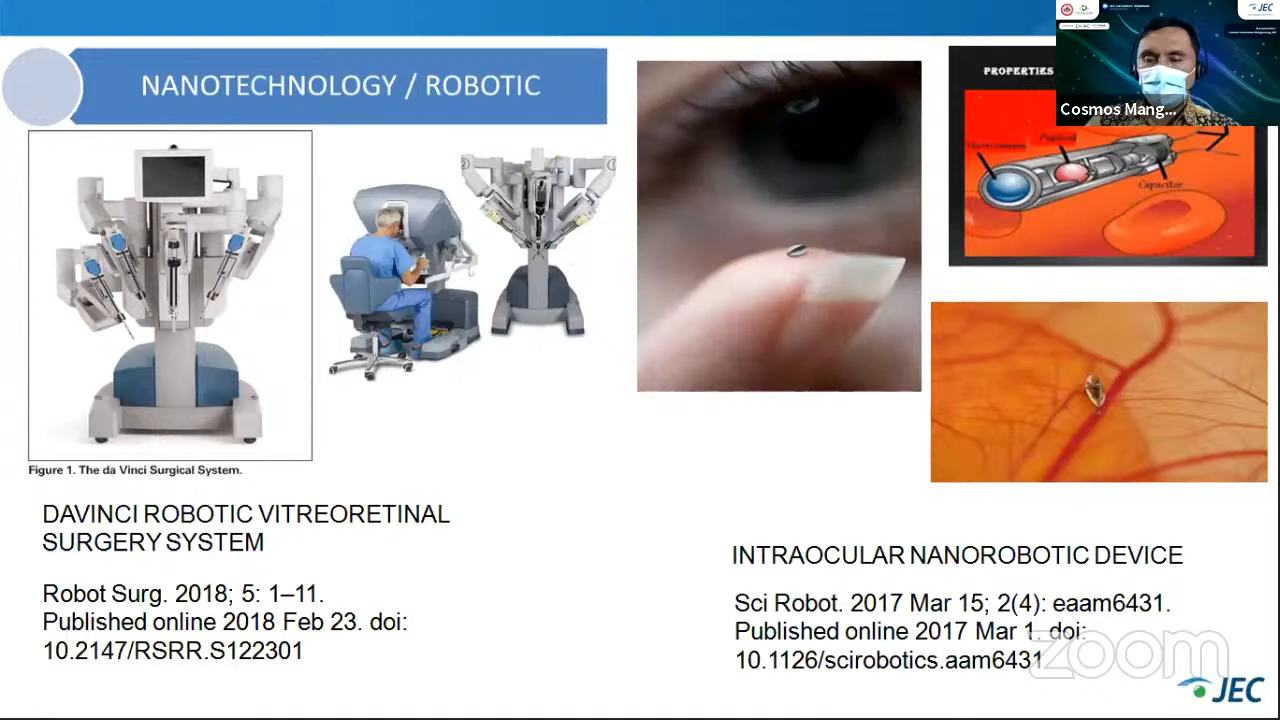 JEC
Cosmos Mang...
NANOTECHNOLOGY / ROBOTIC
PROPERTIES
Capacitor
Figure 1. The da Vinci Surgical System.
DAVINCI ROBOTIC VITREORETINAL
SURGERY SYSTEM
Robot Surg. 2018; 5: 1–11.
Published online 2018 Feb 23. doi:
10.2147/RSRR.S122301
INTRAOCULAR NANOROBOTIC DEVICE
Sci Robot. 2017 Mar 15; 2(4): eaam6431.
Published online 2017 Mar 1. doi:
10.1126/scirobotics.aam6431.
zoom
JEC